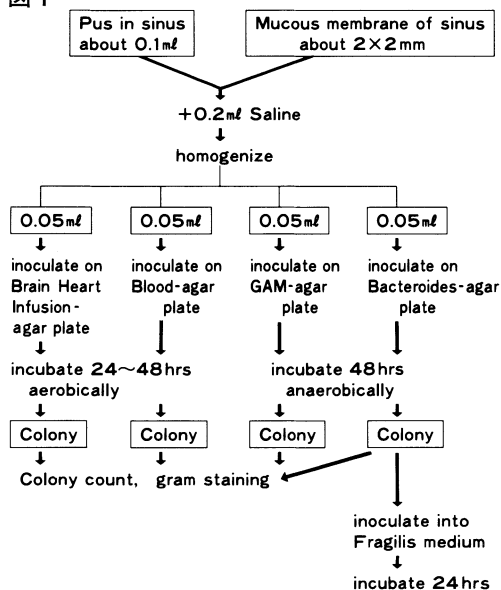 図1
Pus in sinus
about 0.1ml
Mucous membrane of sinus
about 2×2mm
+0.2ml Saline
homogenize
0.05ml
0.05ml
0.05ml
0.05ml
inoculate on
Brain Heart
Infusion-
agar plate
inoculate on
Blood-agar
plate
inoculate on
GAM-agar
plate
inoculate on
Bacteroides-agar
plate
incubate 24~48hrs
aerobically
incubate 48hrs
anaerobically
Colony
Colony
Colony
Colony
Colony count, gram staining
inoculate into
Fragilis medium
incubate 24hrs